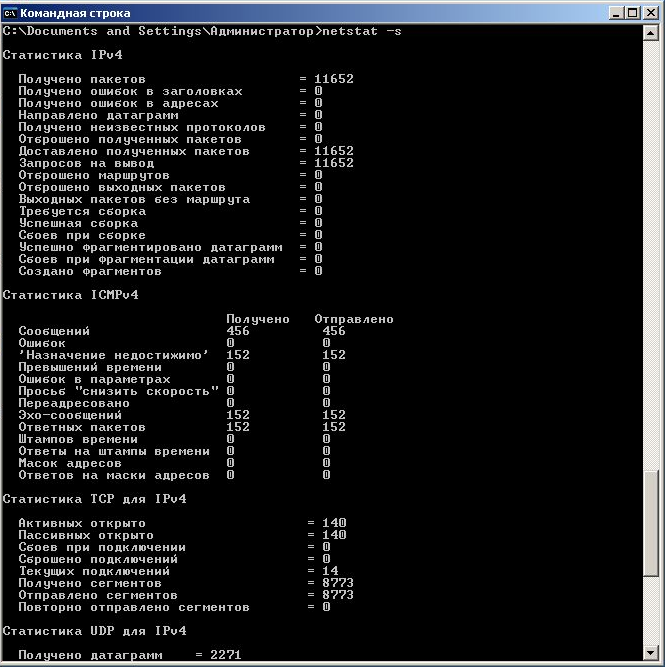 Командная строка
C:\Documents and Settings\Администратор>netstat -s
Статистика IPv4
Получено пакетов = 11652
Получено ошибок в заголовках = 0
Получено ошибок в адресах = 0
Направлено датаграмм = 0
Получено неизвестных протоколов = 0
Отброшено полученных пакетов = 0
Доставлено полученных пакетов = 11652
Запросов на вывод = 11652
Отброшено маршрутов = 0
Отброшено выходных пакетов = 0
Выходных пакетов без маршрута = 0
Требуется сборка = 0
Успешная сборка = 0
Сбоев при сборке = 0
Успешно фрагментировано датаграмм = 0
Сбоев при фрагментации датаграмм = 0
Создано фрагментов = 0
Статистика ICMPv4
Получено Отправлено
Сообщений 456 456
Ошибок 0 0
'Назначение недостижимо' 152 152
Превышений времени 0 0
Ошибок в параметрах 0 0
Просьб "снизить скорость" 0 0
Переадресовано 0 0
Эхо-сообщений 152 152
Ответных пакетов 152 152
Штампов времени 0 0
Ответы на штампы времени 0 0
Масок адресов 0 0
Ответов на маски адресов 0 0
Статистика TCP для IPv4
Активных открыто = 140
Пассивных открыто = 140
Сбоев при подключении = 0
Сброшено подключений = 0
Текущих подключений = 14
Получено сегментов = 8773
Отправлено сегментов = 8773
Повторно отправлено сегментов = 0
Статистика UDP для IPv4
Получено датаграмм = 2271